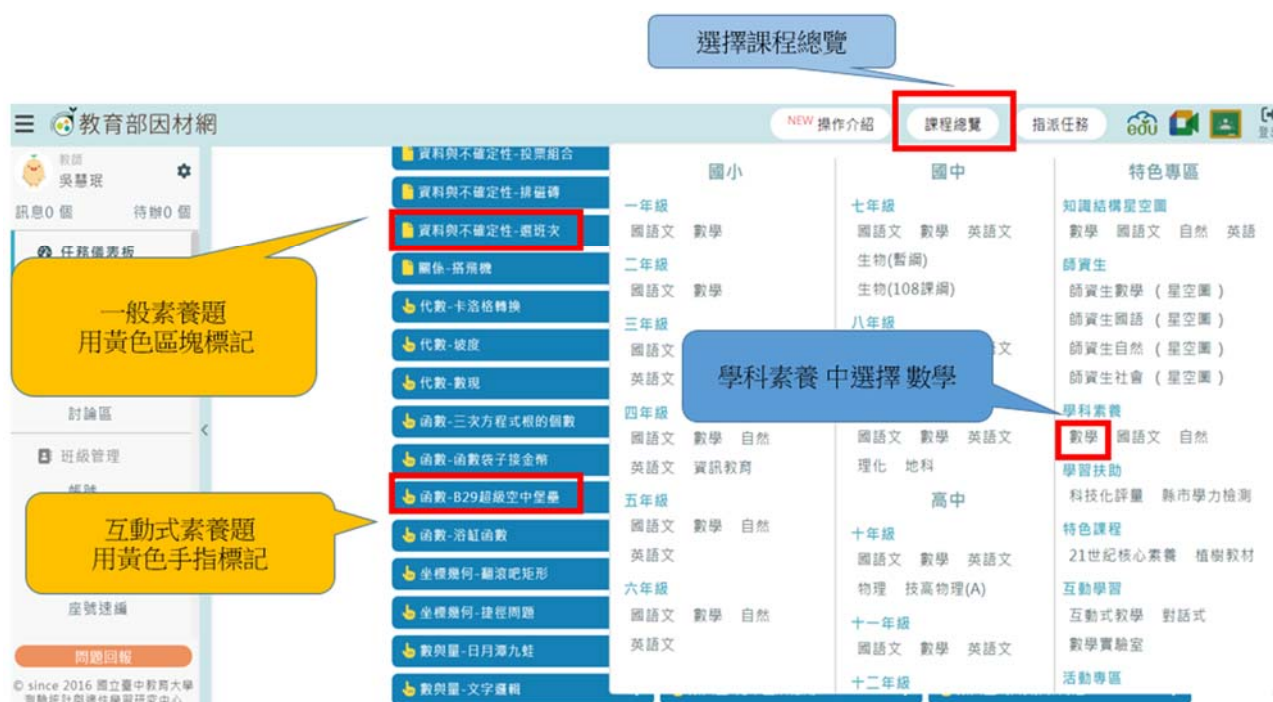 選擇課程總覽
教育部因材網
NEW 操作介紹
課程總覽
指派任務
edu
教師
吳慧珉
訊息0 個 待辦0 個
任務儀表板
一般素養題
用黃色區塊標記
討論區
班級管理
互動式素養題
用黃色手指標記
座號速編
問題回報
© since 2016 國立臺中教育大學
測驗統計與適性學習研究中心
資料與不確定性-投票組合
資料與不確定性-排磁磚
資料與不確定性-選班次
關係-搭飛機
代數-卡洛格轉換
代數-坡度
代數-數現
函數-三次方程式根的個數
函數-函數袋子接金幣
函數-B29超級空中堡壘
函數-浴缸函數
坐標幾何-翻滾吧矩形
坐標幾何-捷徑問題
數與量-日月潭九蛙
數與量-文字邏輯
國小
一年級
國語文 數學
二年級
國語文 數學
三年級
國語文
英語文
四年級
國語文 數學 自然
英語文 資訊教育
五年級
國語文 數學 自然
英語文
六年級
國語文 數學 自然
英語文
國中
七年級
國語文 數學 英語文
生物(暫綱)
生物(108課綱)
八年級
學科素養 中選擇 數學
國語文 數學 英語文
理化 地科
高中
十年級
國語文 數學 英語文
物理 技高物理(A)
十一年級
國語文 數學 英語文
十二年級
特色專區
知識結構星空圖
數學 國語文 自然 英語
師資生
師資生數學 ( 星空圖 )
師資生國語 ( 星空圖 )
師資生自然 ( 星空圖 )
師資生社會 ( 星空圖 )
學科素養
數學 國語文 自然
學習扶助
科技化評量 縣市學力檢測
特色課程
21世紀核心素養 植樹教材
互動學習
互動式教學 對話式
數學實驗室
活動專區